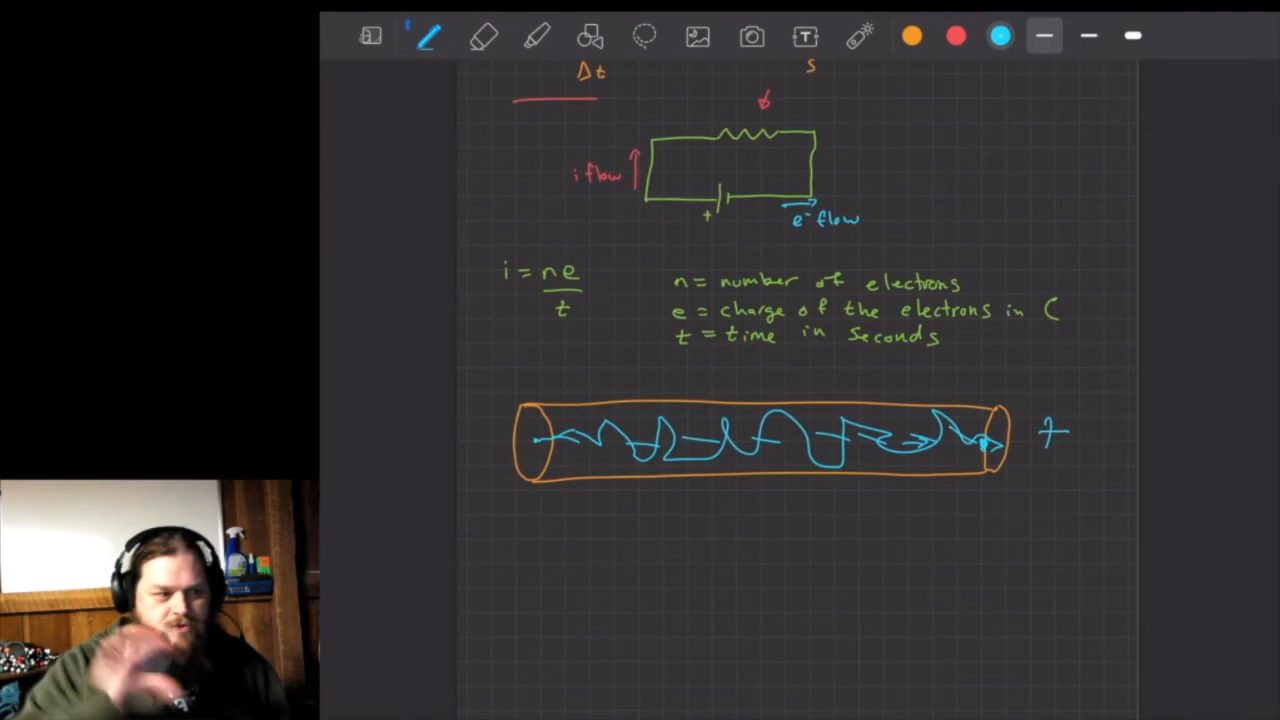 Δt s
i flow
+
e⁻ flow
i = ne
t
n = number of electrons
e = charge of the electrons in C
t = time in seconds
+